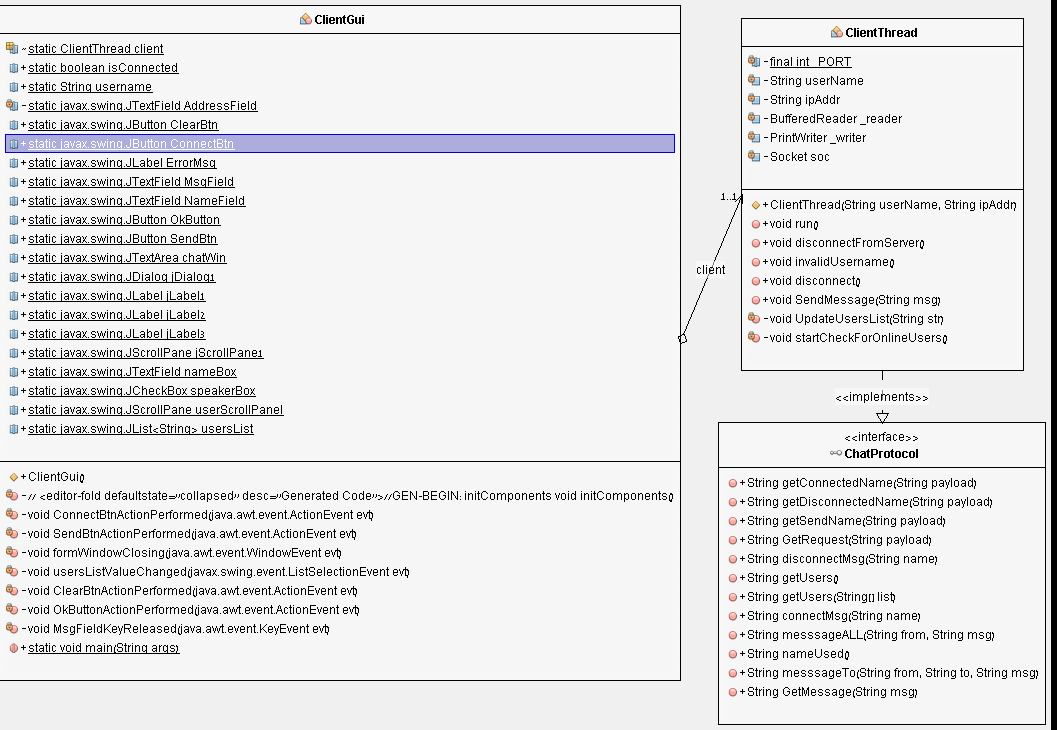 ClientGui
~ static ClientThread client
+ static boolean isConnected
+ static String username
- static javax.swing.JTextField AddressField
+ static javax.swing.JButton ClearBtn
+ static javax.swing.JButton ConnectBtn
+ static javax.swing.JLabel ErrorMsg
+ static javax.swing.JTextField MsgField
+ static javax.swing.JTextField NameField
+ static javax.swing.JButton OkButton
+ static javax.swing.JButton SendBtn
+ static javax.swing.JTextArea chatWin
+ static javax.swing.JDialog jDialog1
+ static javax.swing.JLabel jLabel1
+ static javax.swing.JLabel jLabel2
+ static javax.swing.JLabel jLabel3
+ static javax.swing.JScrollPane jScrollPane1
+ static javax.swing.JTextField nameBox
+ static javax.swing.JCheckBox speakerBox
+ static javax.swing.JScrollPane userScrollPanel
+ static javax.swing.JList<String> usersList
+ ClientGui()
- // <editor-fold defaultstate="collapsed" desc="Generated Code">//GEN-BEGIN: initComponents void initComponents()
- void ConnectBtnActionPerformed(java.awt.event.ActionEvent evt)
- void SendBtnActionPerformed(java.awt.event.ActionEvent evt)
- void formWindowClosing(java.awt.event.WindowEvent evt)
- void usersListValueChanged(javax.swing.event.ListSelectionEvent evt)
- void ClearBtnActionPerformed(java.awt.event.ActionEvent evt)
- void OkButtonActionPerformed(java.awt.event.ActionEvent evt)
- void MsgFieldKeyReleased(java.awt.event.KeyEvent evt)
+ static void main(String args)
1..1
client
ClientThread
- final int _PORT
- String userName
- String ipAddr
- BufferedReader _reader
- PrintWriter _writer
- Socket soc
+ ClientThread(String userName, String ipAddr)
+ void run()
+ void disconnectFromServer()
+ void invalidUsername()
+ void disconnect()
+ void SendMessage(String msg)
- void UpdateUsersList(String str)
- void startCheckForOnlineUsers()
<<implements>>
<<interface>>
ChatProtocol
+ String getConnectedName(String payload)
+ String getDisconnectedName(String payload)
+ String getSendName(String payload)
+ String GetRequest(String payload)
+ String disconnectMsg(String name)
+ String getUsers()
+ String getUsers(String[] list)
+ String connectMsg(String name)
+ String messsageALL(String from, String msg)
+ String nameUsed()
+ String messsageTo(String from, String to, String msg)
+ String GetMessage(String msg)